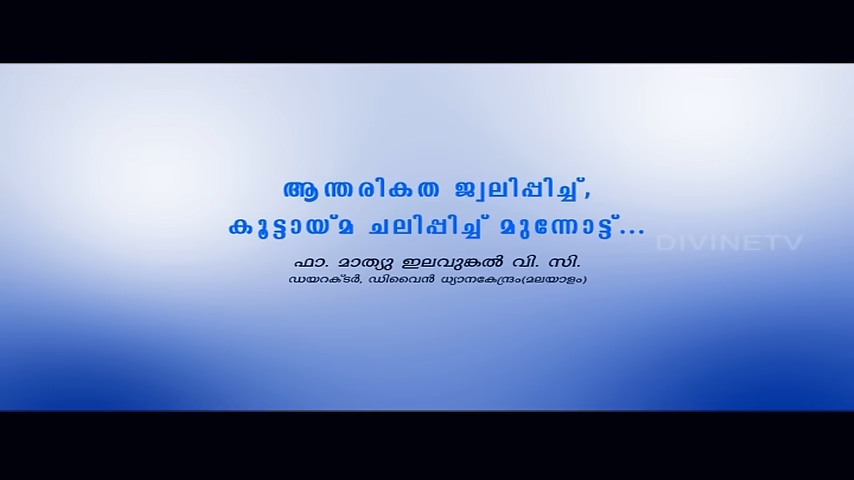 ആന്തരികത ജ്വലിപ്പിച്ച്,
കൂട്ടായ്മ ചലിപ്പിച്ച് മുന്നോട്ട്...
DIVINETV
ഫാ. മാത്യു ഇലവുങ്കൽ വി. സി.
ഡയറക്ടർ, ഡിവൈൻ ധ്യാനകേന്ദ്രം(മലയാളം)